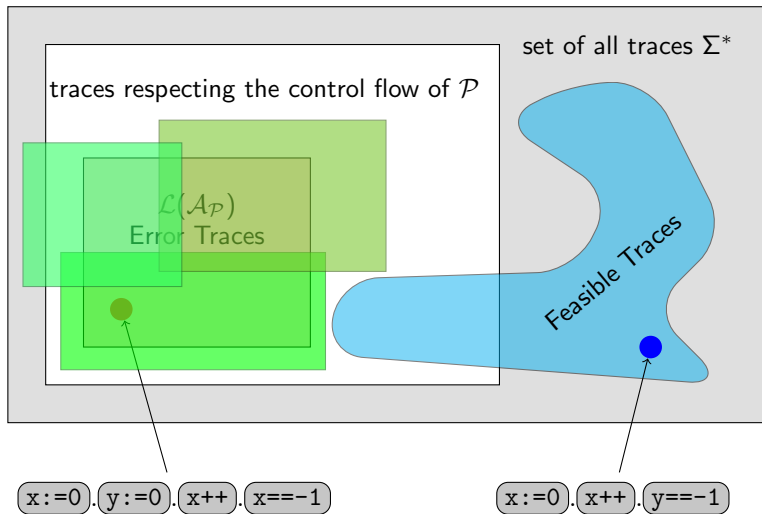 set of all traces Σ*
traces respecting the control flow of 𝒫
ℒ(𝒜_𝒫)
Error Traces
Feasible Traces
x:=0.y:=0.x++.x==-1
x:=0.x++.y==-1